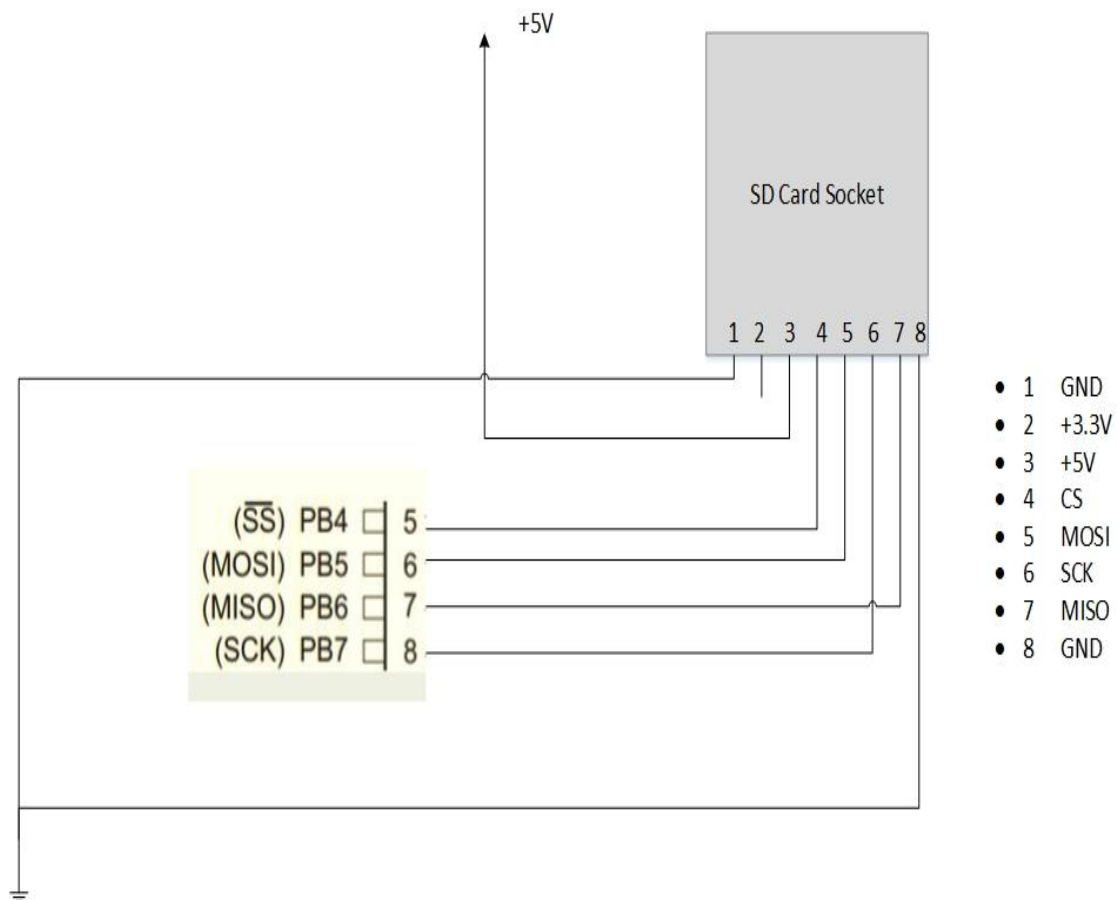 +5V
SD Card Socket
1 2 3 4 5 6 7 8
• 1 GND
• 2 +3.3V
• 3 +5V
• 4 CS
• 5 MOSI
• 6 SCK
• 7 MISO
• 8 GND
(S̅S̅) PB4 5
(MOSI) PB5 6
(MISO) PB6 7
(SCK) PB7 8